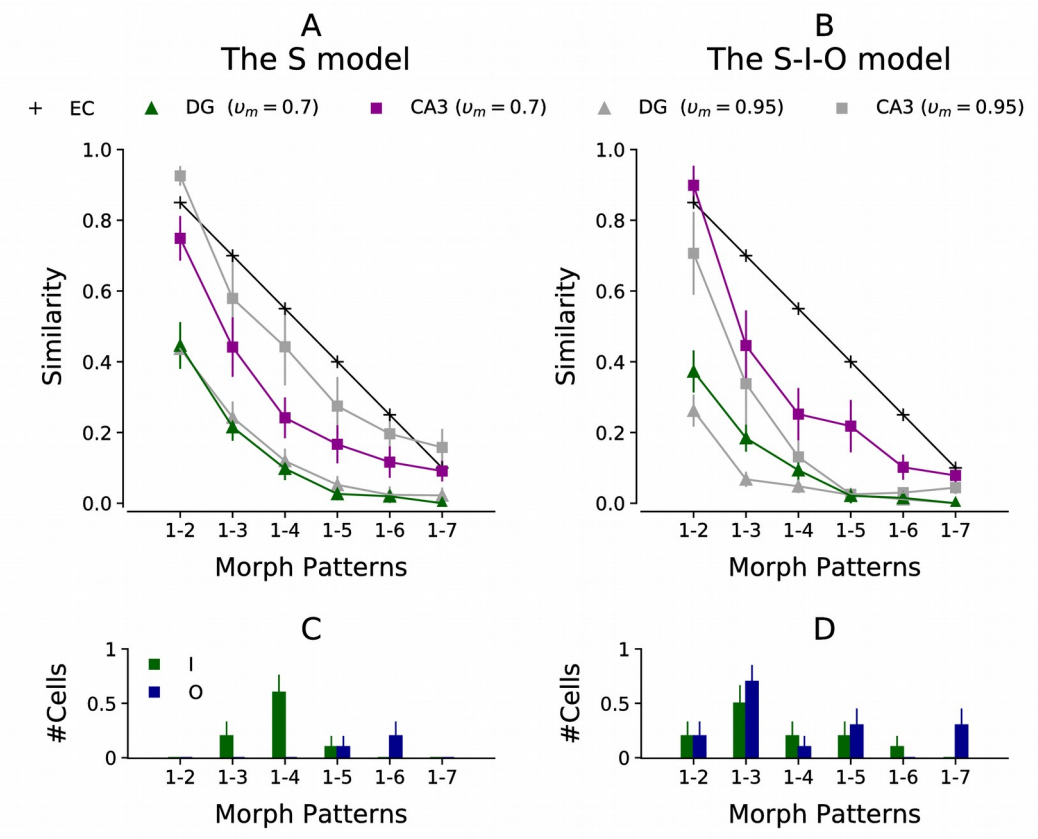 A
The S model
B
The S-I-O model
EC
DG (υm = 0.7)
CA3 (υm = 0.7)
DG (υm = 0.95)
CA3 (υm = 0.95)
Similarity
1.0
0.8
0.6
0.4
0.2
0.0
1-2 1-3 1-4 1-5 1-6 1-7
Morph Patterns
Similarity
1.0
0.8
0.6
0.4
0.2
0.0
1-2 1-3 1-4 1-5 1-6 1-7
Morph Patterns
C
#Cells
1
0.5
0
I
O
1-2 1-3 1-4 1-5 1-6 1-7
Morph Patterns
D
#Cells
1
0.5
0
1-2 1-3 1-4 1-5 1-6 1-7
Morph Patterns